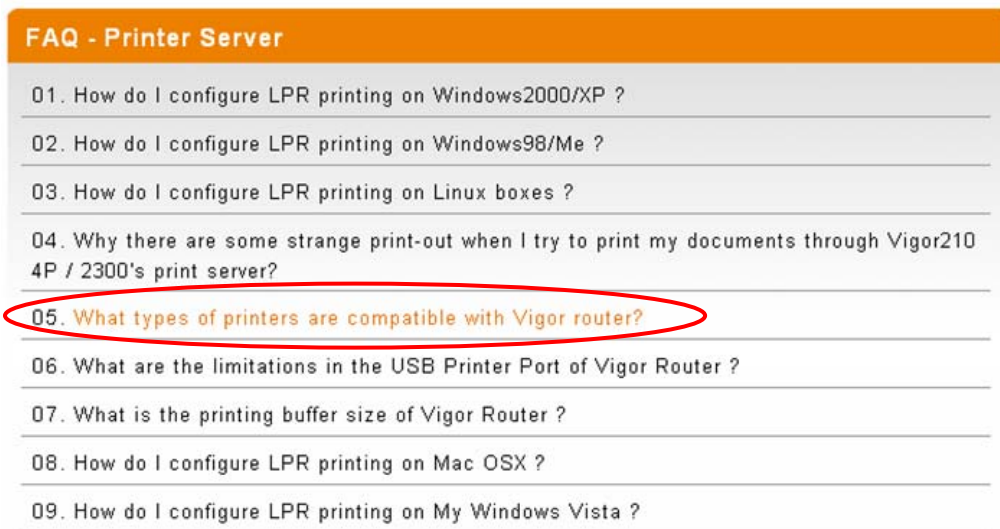 FAQ - Printer Server
01. How do I configure LPR printing on Windows2000/XP ?
02. How do I configure LPR printing on Windows98/Me ?
03. How do I configure LPR printing on Linux boxes ?
04. Why there are some strange print-out when I try to print my documents through Vigor210
4P / 2300's print server?
05. What types of printers are compatible with Vigor router?
06. What are the limitations in the USB Printer Port of Vigor Router ?
07. What is the printing buffer size of Vigor Router ?
08. How do I configure LPR printing on Mac OSX ?
09. How do I configure LPR printing on My Windows Vista ?